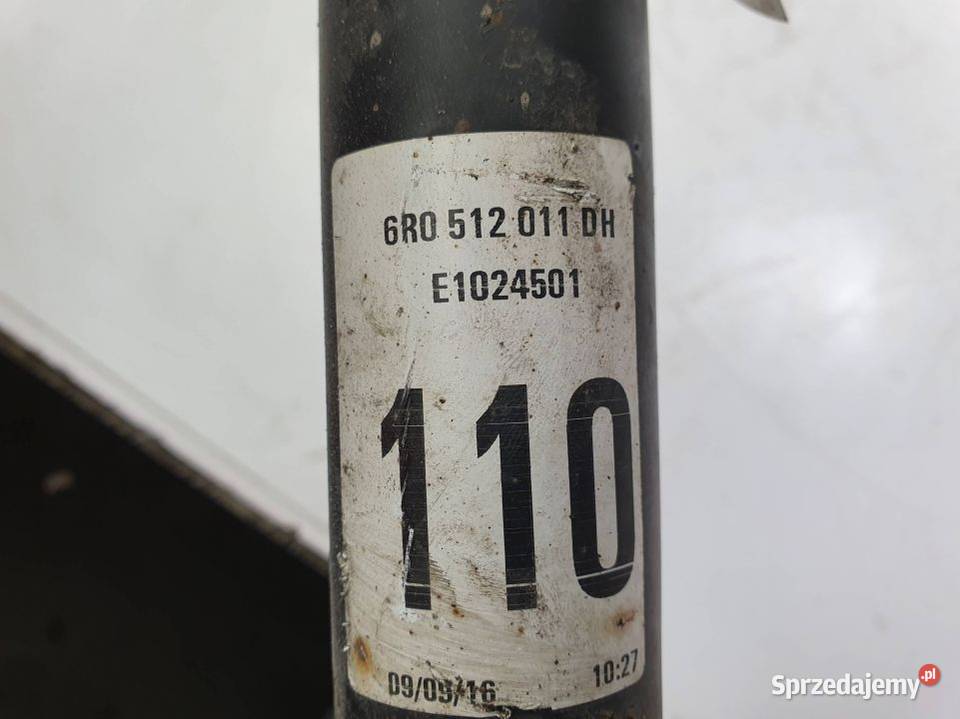 6R0 512 011 DH
E1024501
110
09/09/16 10:27
Sprzedajemy.pl